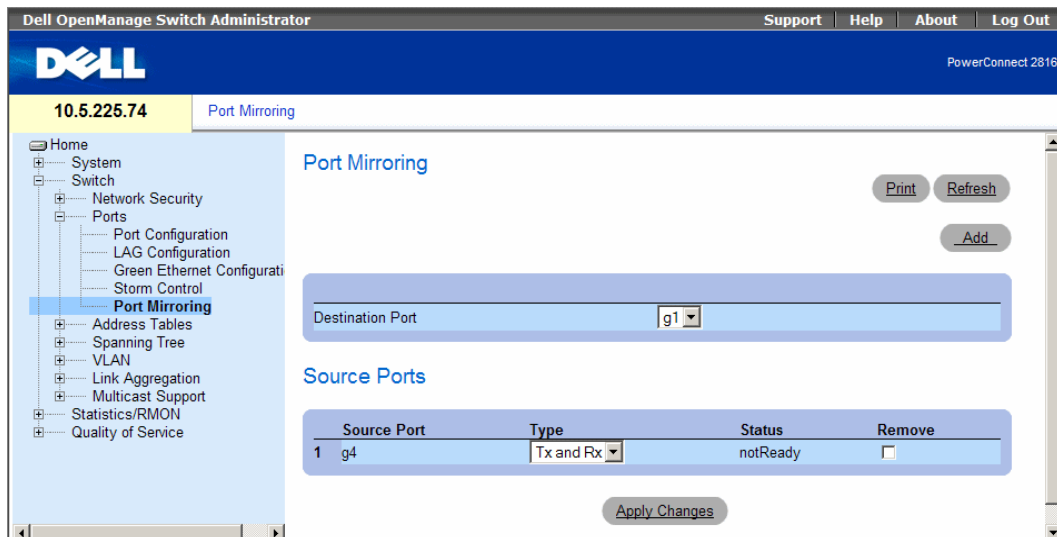 Dell OpenManage Switch Administrator Support Help About Log Out
DELL
PowerConnect 2816
10.5.225.74 Port Mirroring
Home
System
Switch
Network Security
Ports
Port Configuration
LAG Configuration
Green Ethernet Configurati
Storm Control
Port Mirroring
Address Tables
Spanning Tree
VLAN
Link Aggregation
Multicast Support
Statistics/RMON
Quality of Service
Port Mirroring
Print Refresh
Add
Destination Port g1
Source Ports
Source Port Type Status Remove
1 g4 Tx and Rx notReady
Apply Changes